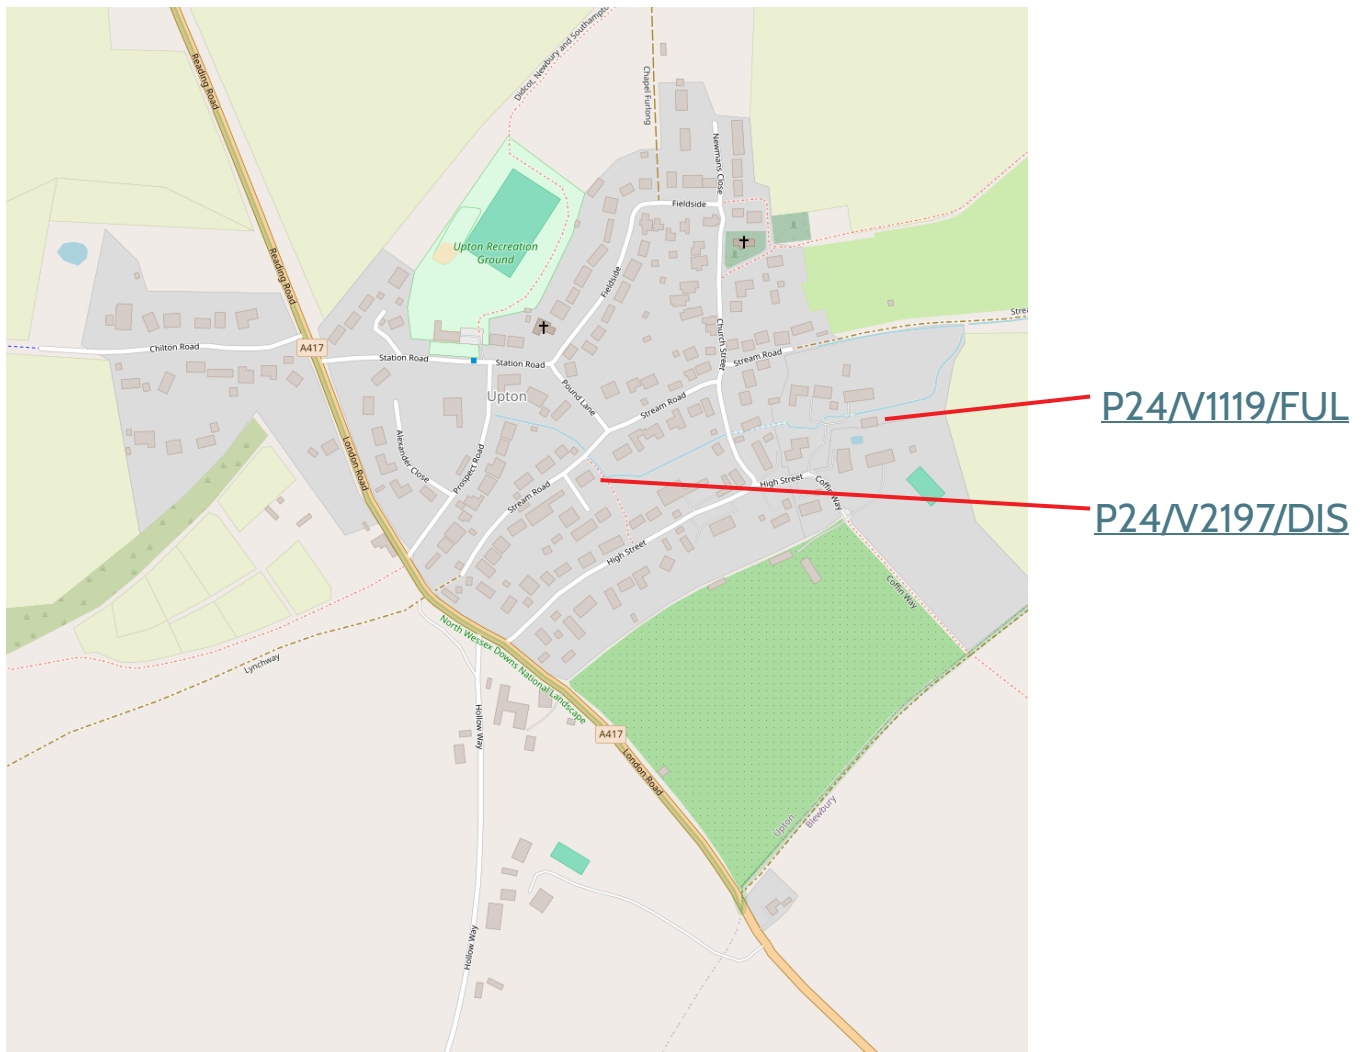 Reading Road
Didcot, Newbury and Southampton
Chapel Furlong
Newmans Close
Fieldside
Upton Recreation
Ground
Reading Road
Fieldside
Church Street
Chilton Road
A417
Station Road
Station Road
Stream Road
Pound Lane
Upton
Stream Road
P24/V1119/FUL
London Road
Alexander Close
Prospect Road
Stream Road
High Street
Coffin Way
P24/V2197/DIS
High Street
Coffin Way
North Wessex Downs National Landscape
Lynchway
Hollow Way
A417
London Road
Upton
Blewbury
Hollow Way